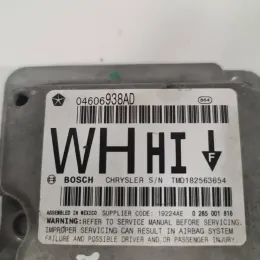 04606938AD 844
WH HI F
BOSCH CHRYSLER S/N TMD182563654
ASSEMBLED IN MEXICO SUPPLIER CODE: 19224AE 0 285 001 816
WARNING: REFER TO SERVICE MANUAL BEFORE SERVICING.
IMPROPER SERVICING CAN RESULT IN AIRBAG SYSTEM
FAILURE AND POSSIBLE DRIVER AND/OR PASSENGER INJURY.